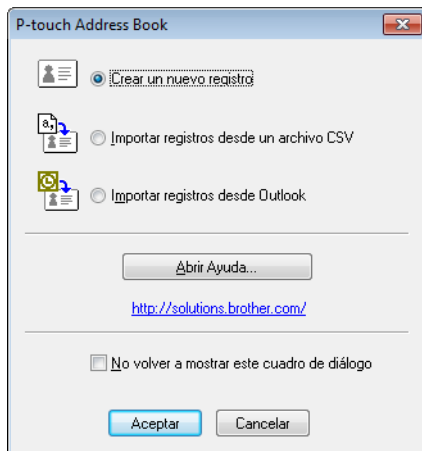 P-touch Address Book
Crear un nuevo registro
a,
Importar registros desde un archivo CSV
Importar registros desde Outlook
Abrir Ayuda...
http://solutions.brother.com/
No volver a mostrar este cuadro de diálogo
Aceptar Cancelar